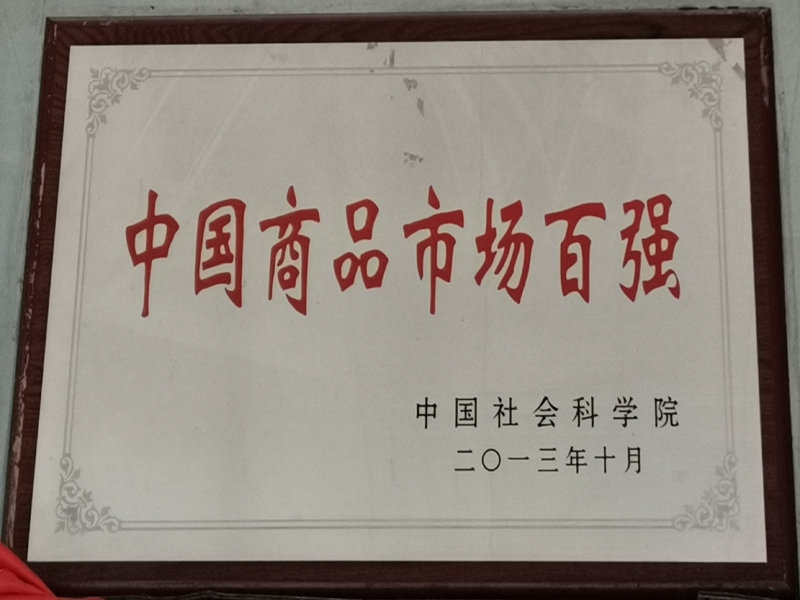 中国商品市场百强
中国社会科学院
二〇一三年十月